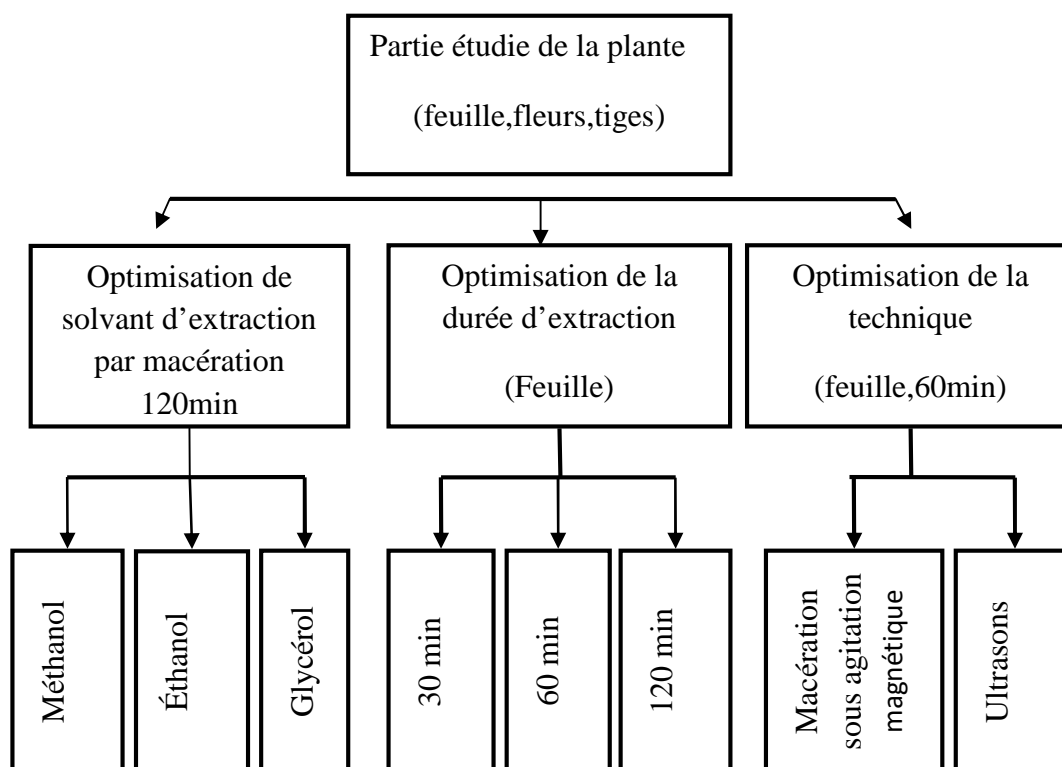 Partie étudie de la plante
(feuille,fleurs,tiges)
Optimisation de
solvant d’extraction
par macération
120min
Optimisation de la
durée d’extraction
(Feuille)
Optimisation de la
technique
(feuille,60min)
Méthanol
Éthanol
Glycérol
30 min
60 min
120 min
Macération
sous agitation
magnétique
Ultrasons